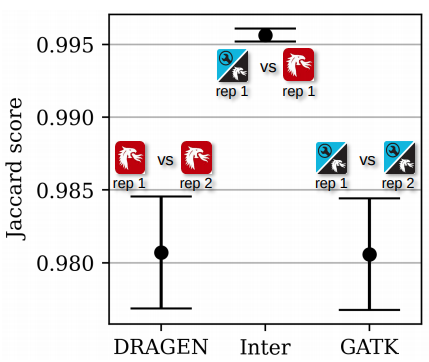 Jaccard score
0.995
0.990
0.985
0.980
vs
rep 1 rep 1
vs
rep 1 rep 2
vs
rep 1 rep 2
DRAGEN Inter GATK